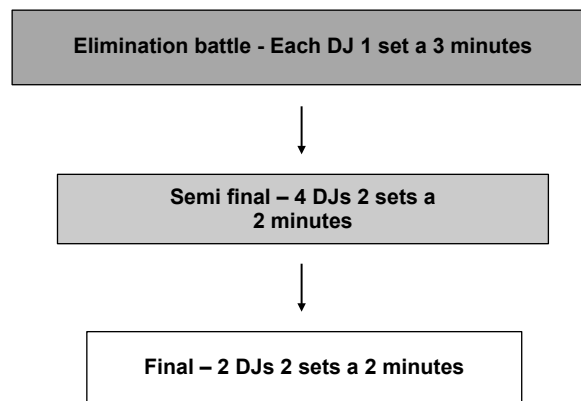 Elimination battle - Each DJ 1 set a 3 minutes
Semi final – 4 DJs 2 sets a
2 minutes
Final – 2 DJs 2 sets a 2 minutes